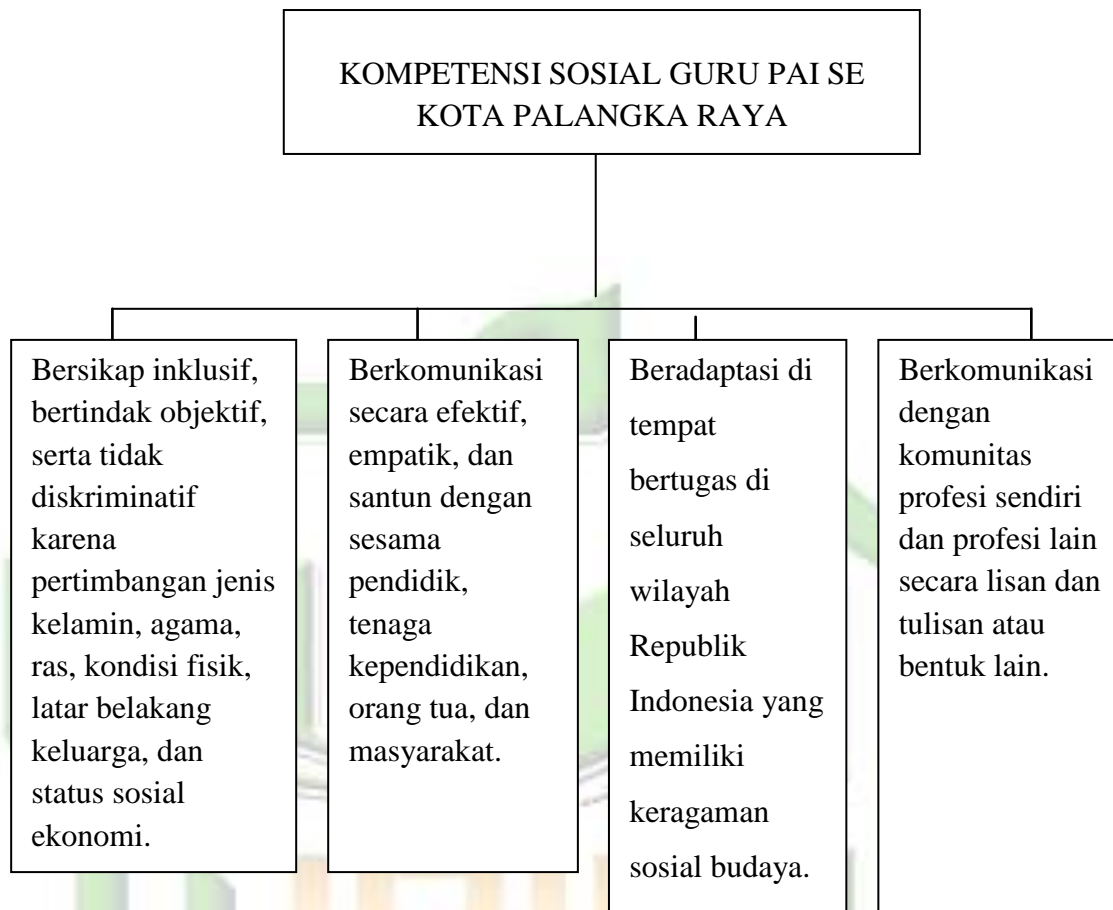 KOMPETENSI SOSIAL GURU PAI SE
KOTA PALANGKA RAYA
Bersikap inklusif,
bertindak objektif,
serta tidak
diskriminatif
karena
pertimbangan jenis
kelamin, agama,
ras, kondisi fisik,
latar belakang
keluarga, dan
status sosial
ekonomi.
Berkomunikasi
secara efektif,
empatik, dan
santun dengan
sesama
pendidik,
tenaga
kependidikan,
orang tua, dan
masyarakat.
Beradaptasi di
tempat
bertugas di
seluruh
wilayah
Republik
Indonesia yang
memiliki
keragaman
sosial budaya.
Berkomunikasi
dengan
komunitas
profesi sendiri
dan profesi lain
secara lisan dan
tulisan atau
bentuk lain.